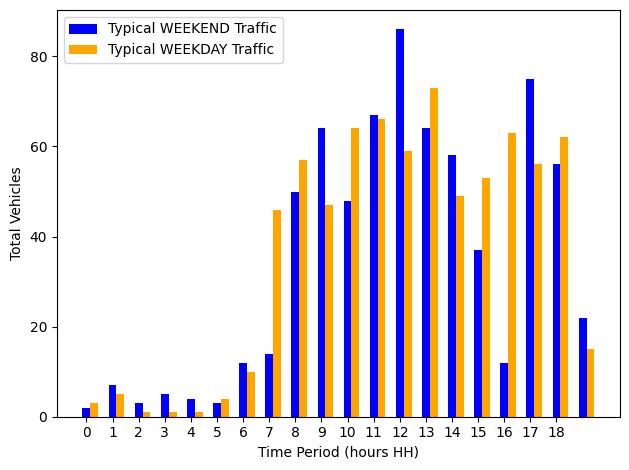 Typical WEEKEND Traffic
Typical WEEKDAY Traffic
80
60
40
20
0
Total Vehicles
0 1 2 3 4 5 6 7 8 9 10 11 12 13 14 15 16 17 18
Time Period (hours HH)